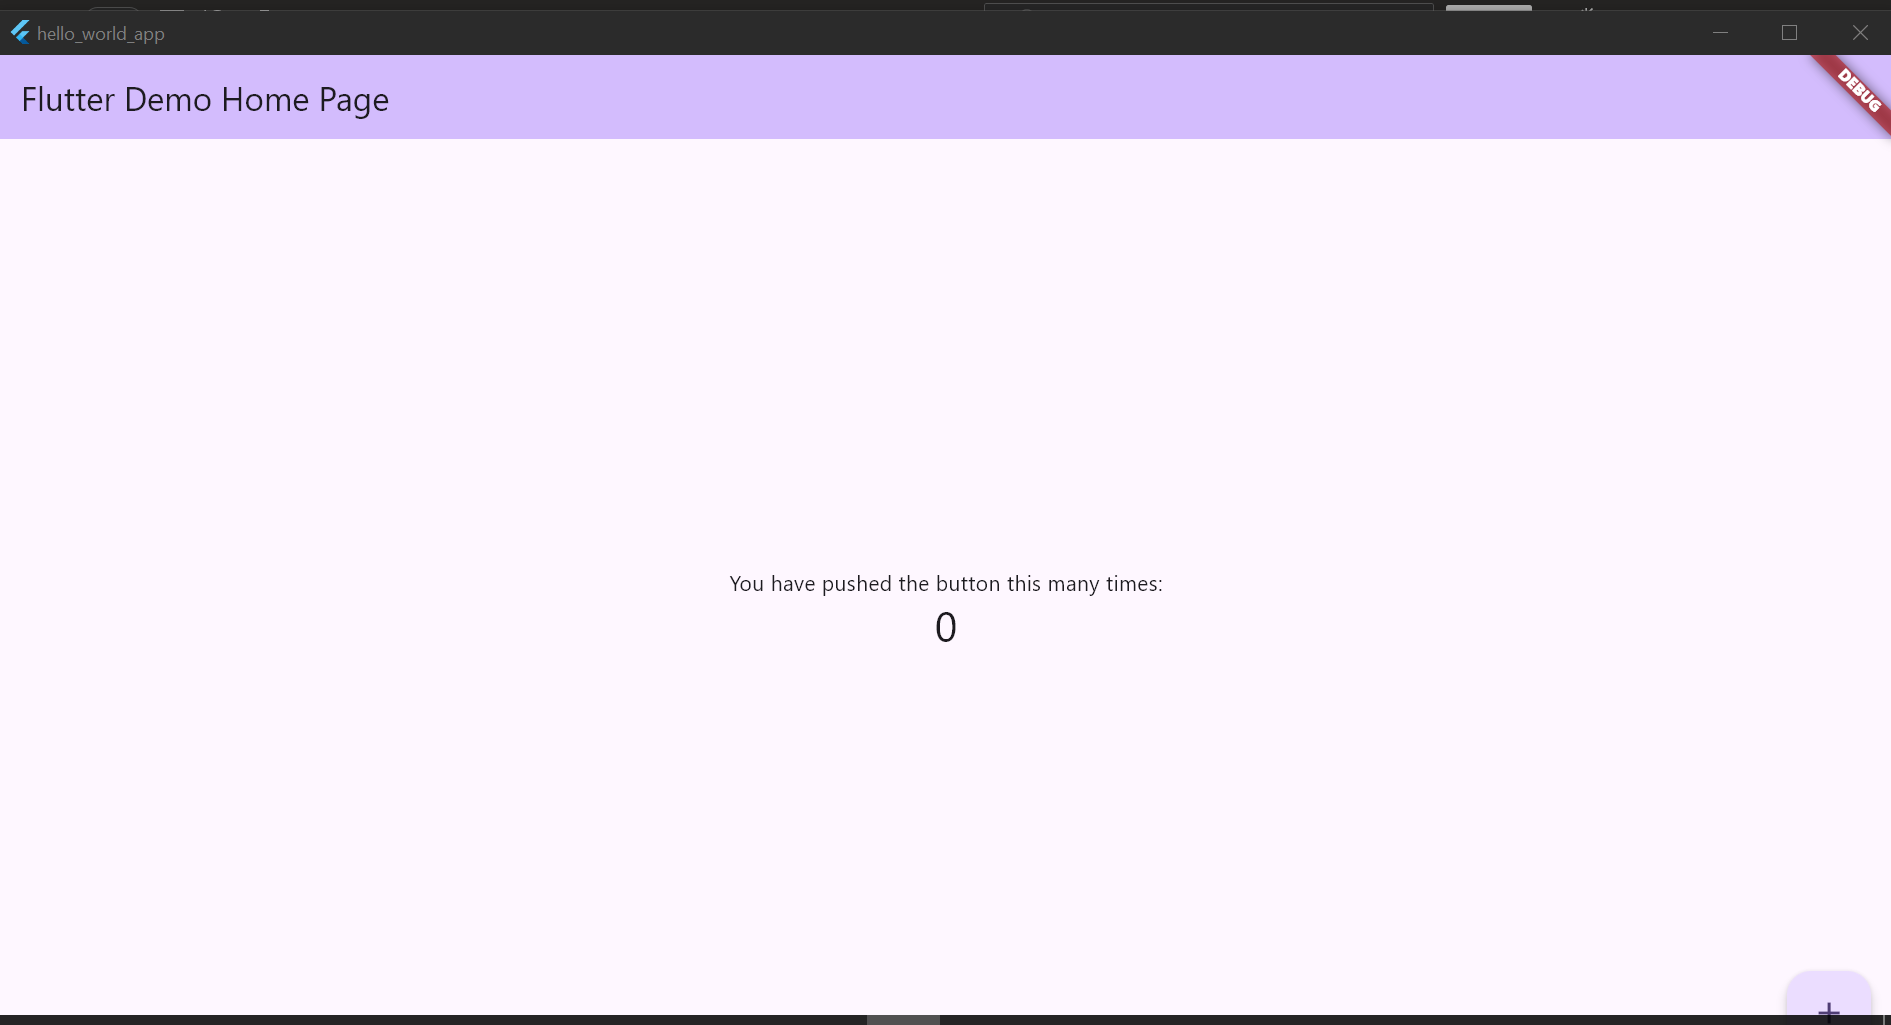 hello_world_app
Flutter Demo Home Page
DEBUG
You have pushed the button this many times:
0